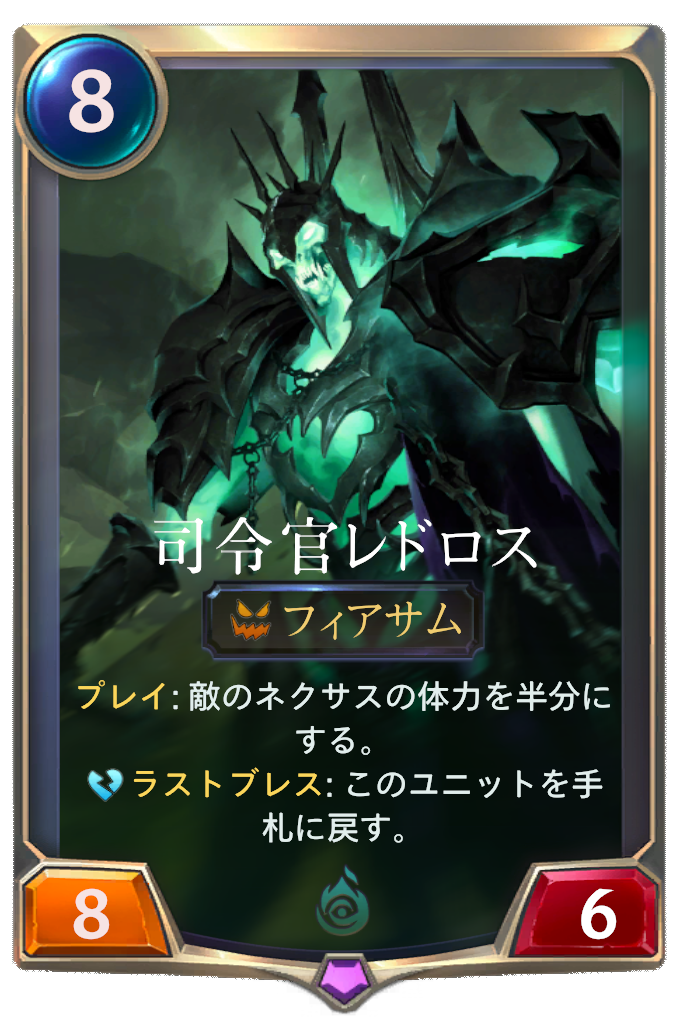 8
司令官レドロス
フィアサム
プレイ: 敵のネクサスの体力を半分に
する。
ラストブレス: このユニットを手
札に戻す。
8
6